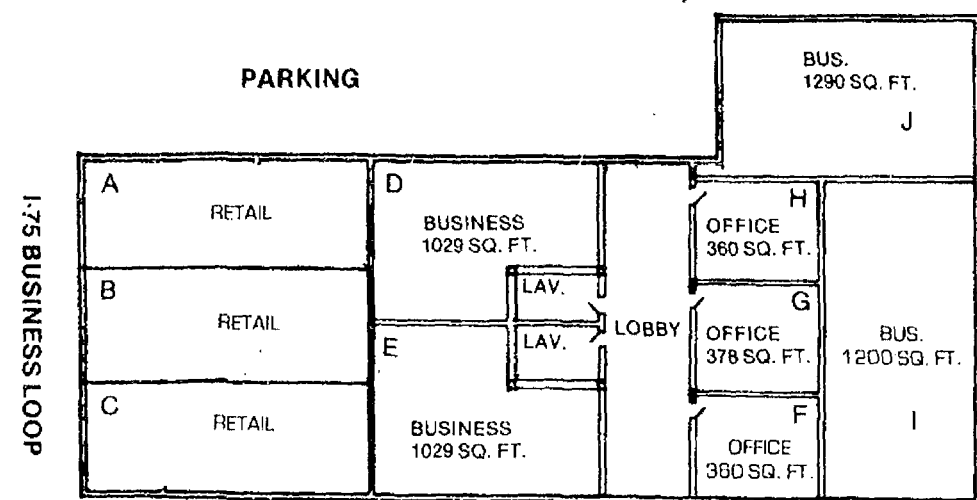 PARKING
BUS.
1290 SQ. FT.
J
A
RETAIL
D
BUSINESS
1029 SQ. FT.
H
OFFICE
360 SQ. FT.
I-75 BUSINESS LOOP
B
RETAIL
LAV.
LAV.
LOBBY
G
OFFICE
378 SQ. FT.
BUS.
1200 SQ. FT.
I
C
RETAIL
E
BUSINESS
1029 SQ. FT.
F
OFFICE
360 SQ. FT.